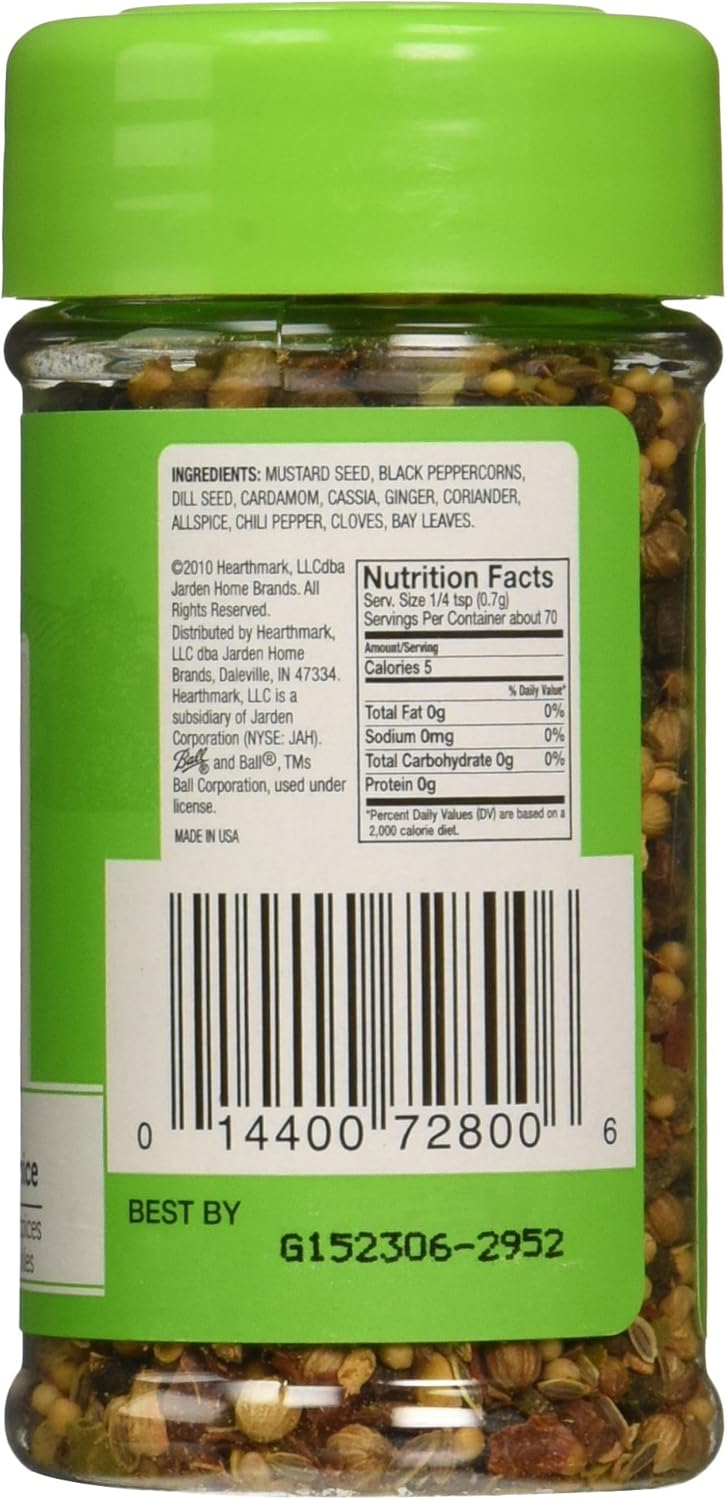 INGREDIENTS: MUSTARD SEED, BLACK PEPPERCORNS,
DILL SEED, CARDAMOM, CASSIA, GINGER, CORIANDER,
ALLSPICE, CHILI PEPPER, CLOVES, BAY LEAVES.
©2010 Hearthmark, LLCdba
Jarden Home Brands. All
Rights Reserved.
Distributed by Hearthmark,
LLC dba Jarden Home
Brands, Daleville, IN 47334.
Hearthmark, LLC is a
subsidiary of Jarden
Corporation (NYSE: JAH).
Ball® and Ball®, TMs
Ball Corporation, used under
license.
MADE IN USA
Nutrition Facts
Serv. Size 1/4 tsp (0.7g)
Servings Per Container about 70
Amount/Serving
Calories 5
% Daily Value*
Total Fat 0g 0%
Sodium 0mg 0%
Total Carbohydrate 0g 0%
Protein 0g
*Percent Daily Values (DV) are based on a
2,000 calorie diet.
0 14400 72800 6
BEST BY
G152306-2952